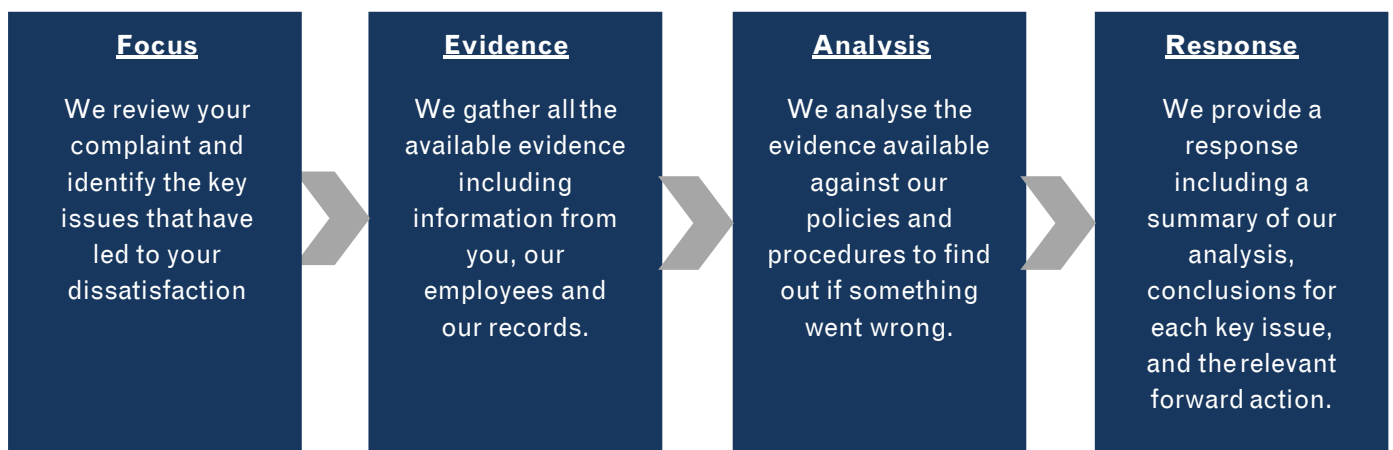 Focus
We review your
complaint and
identify the key
issues that have
led to your
dissatisfaction
Evidence
We gather all the
available evidence
including
information from
you, our
employees and
our records.
Analysis
We analyse the
evidence available
against our
policies and
procedures to find
out if something
went wrong.
Response
We provide a
response
including a
summary of our
analysis,
conclusions for
each key issue,
and the relevant
forward action.